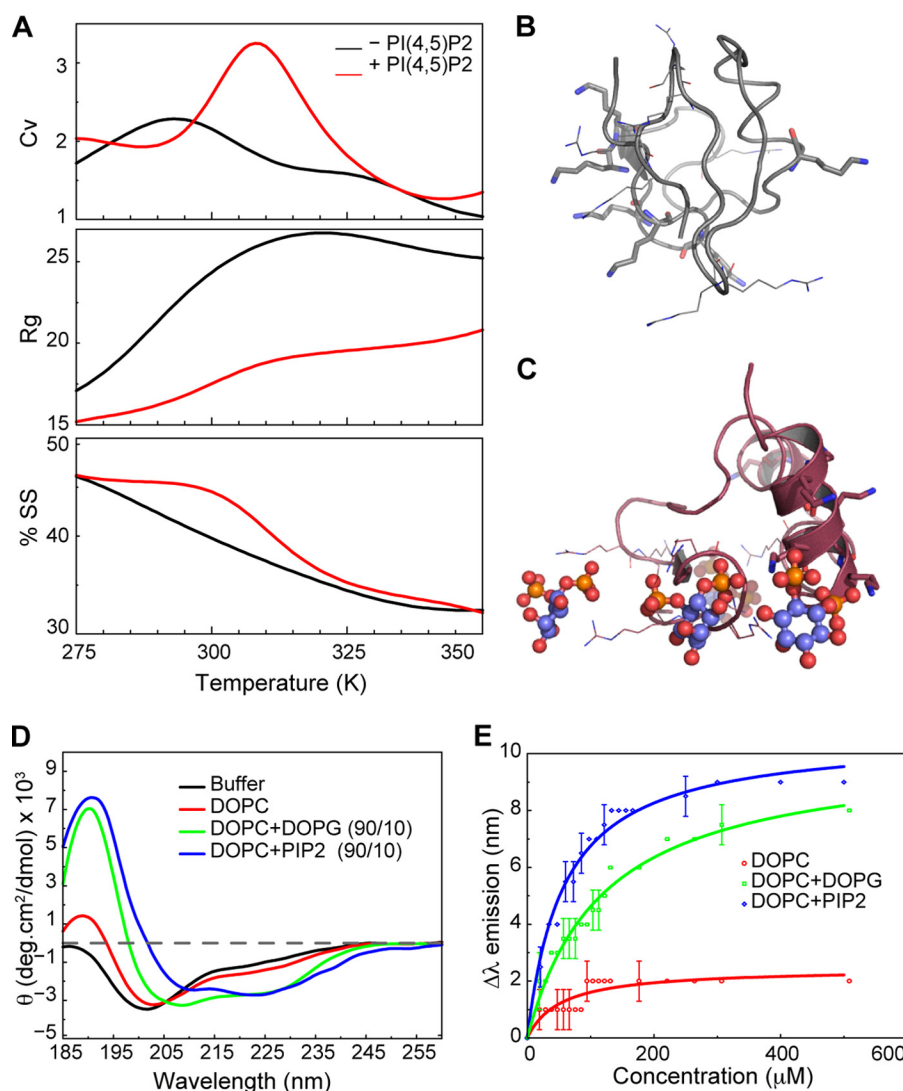 A
− PI(4,5)P2
+ PI(4,5)P2
3
2
1
Cv
25
20
15
Rg
50
40
30
% SS
275 300 325 350
Temperature (K)
B
C
D
9
7
5
3
1
−1
−3
−5
θ (deg.cm²/dmol) x 10³
Buffer
DOPC
DOPC+DOPG (90/10)
DOPC+PIP2 (90/10)
185 195 205 215 225 235 245 255
Wavelength (nm)
E
10
8
6
4
2
0
Δλ emission (nm)
DOPC
DOPC+DOPG
DOPC+PIP2
0 200 400 600
Concentration (μM)